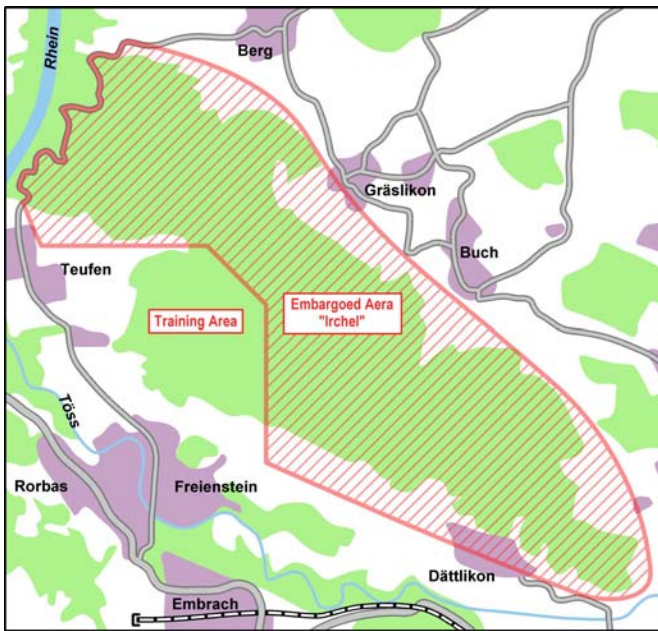 Rhein
Berg
Gräslikon
Buch
Teufen
Training Area
Embargoed Aera
"Irchel"
Töss
Rorbas
Freienstein
Dättlikon
Embrach